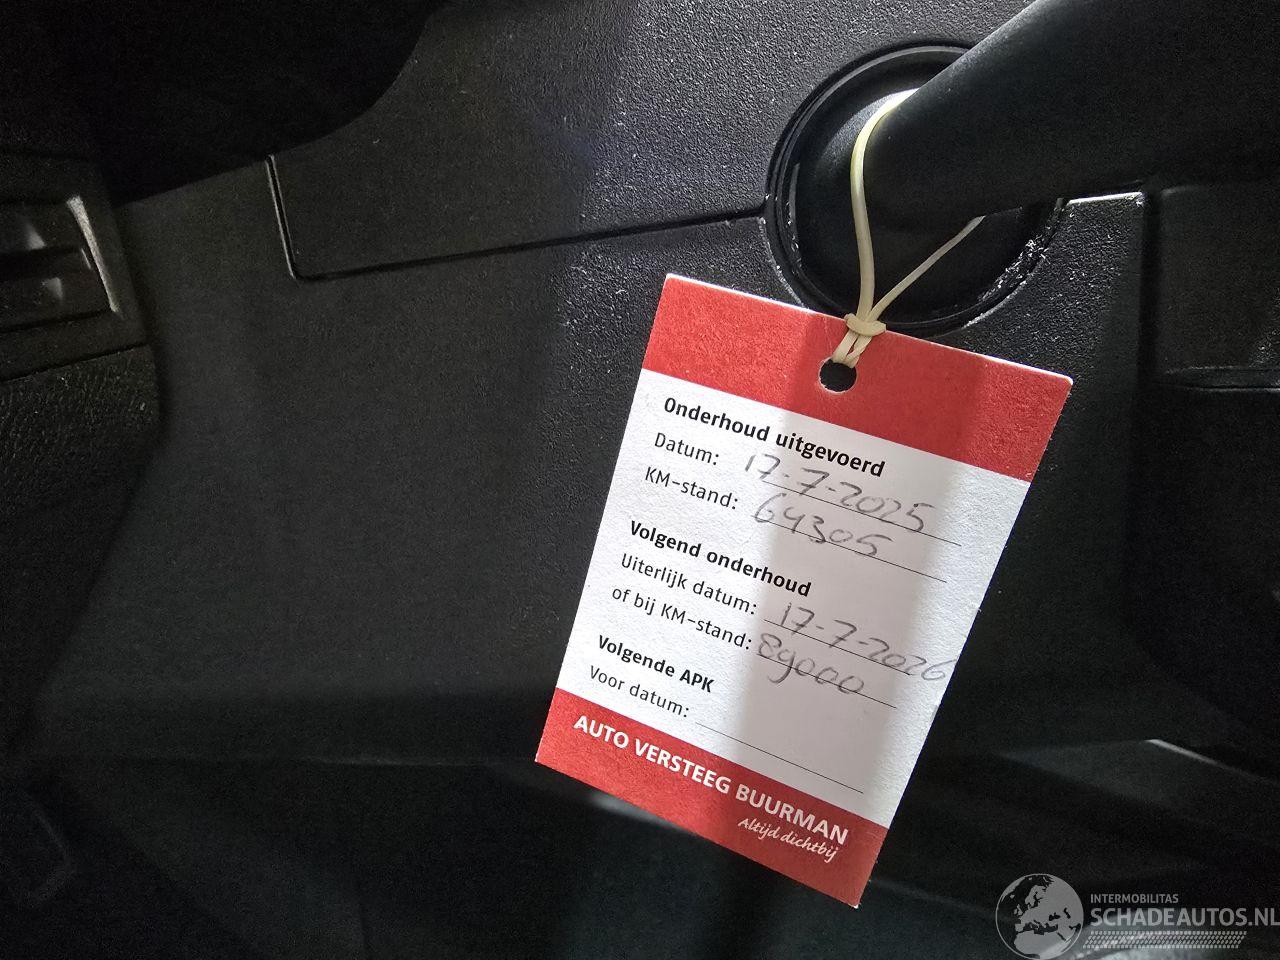 Onderhoud uitgevoerd
Datum: 17-7-2025
KM-stand: 64305
Volgend onderhoud
Uiterlijk datum: 17-7-2026
of bij KM-stand: 89000
Volgende APK
Voor datum:
AUTO VERSTEEG BUURMAN
Altijd dichtbij
INTERMOBILITAS
SCHADEAUTOS.NL